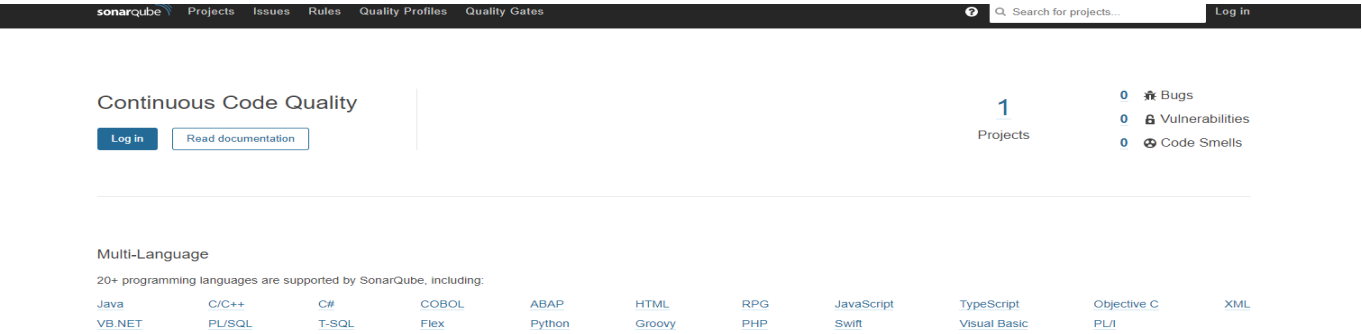 sonarqube Projects Issues Rules Quality Profiles Quality Gates Search for projects... Log in
Continuous Code Quality
Log in Read documentation
1
Projects
0 Bugs
0 Vulnerabilities
0 Code Smells
Multi-Language
20+ programming languages are supported by SonarQube, including:
Java C/C++ C# COBOL ABAP HTML RPG JavaScript TypeScript Objective C XML
VB.NET PL/SQL T-SQL Flex Python Groovy PHP Swift Visual Basic PL/I